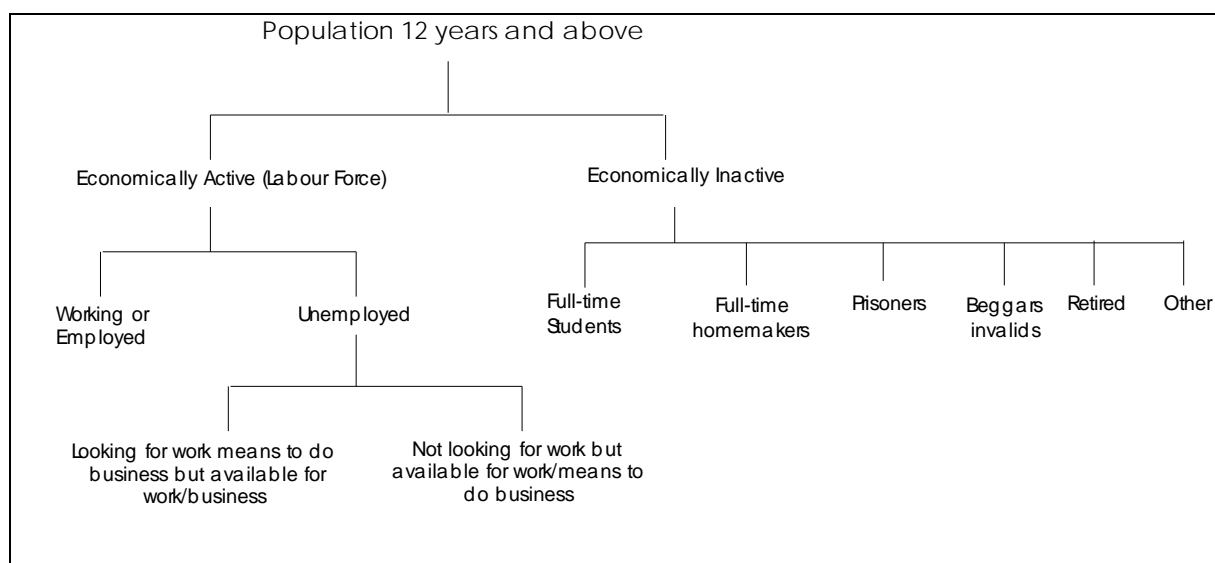 Population 12 years and above
Economically Active (Labour Force)
Economically Inactive
Working or
Employed
Unemployed
Full-time
Students
Full-time
homemakers
Prisoners
Beggars
invalids
Retired
Other
Looking for work means to do
business but available for
work/business
Not looking for work but
available for work/means to
do business